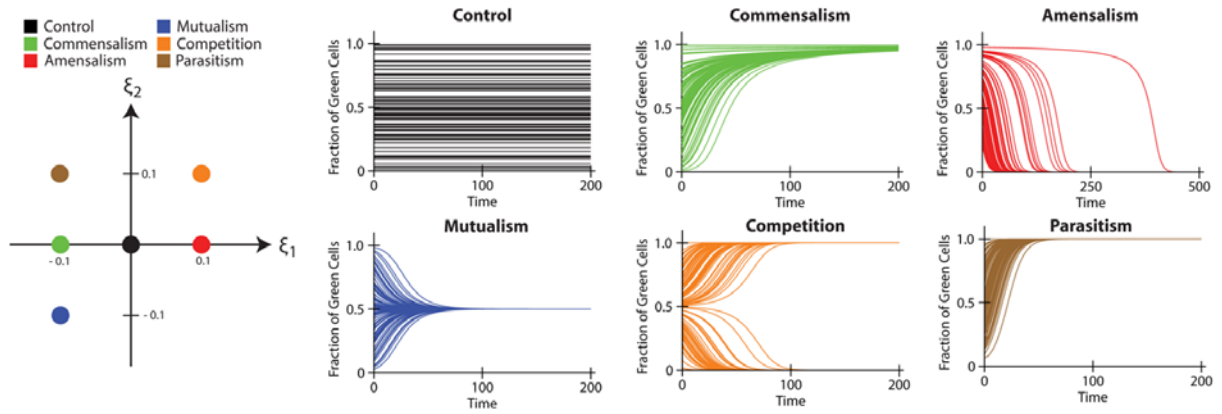 Control
Commensalism
Amensalism
Mutualism
Competition
Parasitism
ξ2
0.1
ξ1
- 0.1
0.1
- 0.1
Control
Fraction of Green Cells
1.0
0.5
0
0
100
200
Time
Commensalism
Fraction of Green Cells
1.0
0.5
0
0
100
200
Time
Amensalism
Fraction of Green Cells
1.0
0.5
0
0
250
500
Time
Mutualism
Fraction of Green Cells
1.0
0.5
0
0
100
200
Time
Competition
Fraction of Green Cells
1.0
0.5
0
0
100
200
Time
Parasitism
Fraction of Green Cells
1.0
0.5
0
0
100
200
Time